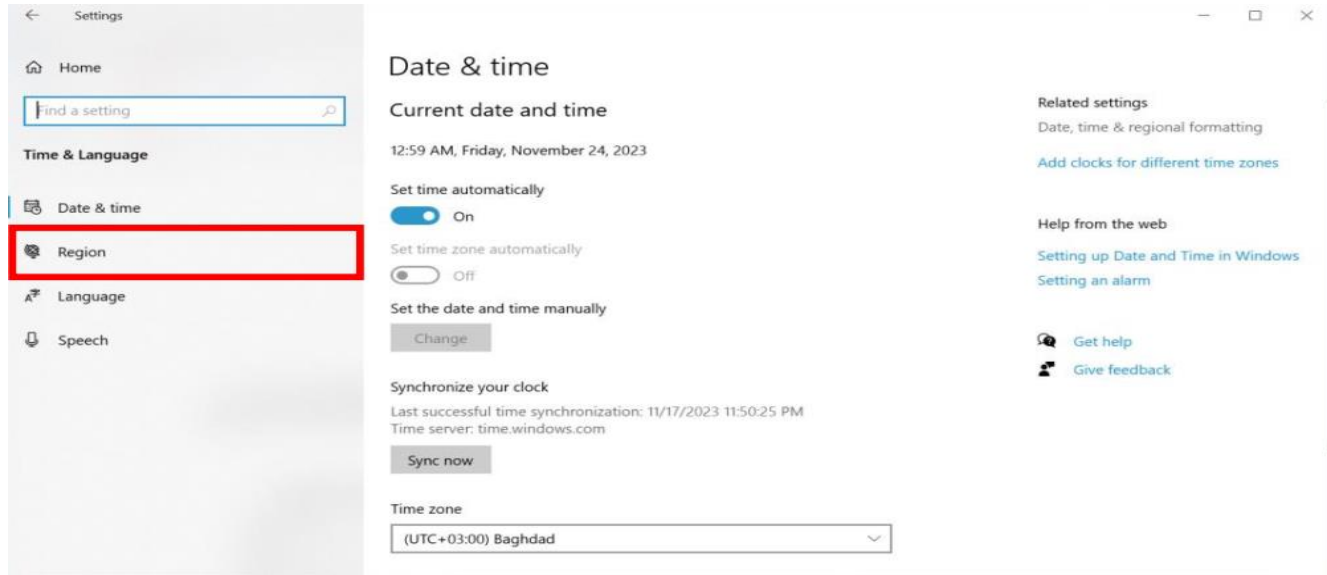 Settings
Home
Find a setting
Time & Language
Date & time
Region
Language
Speech
Date & time
Current date and time
12:59 AM, Friday, November 24, 2023
Set time automatically
On
Set time zone automatically
Off
Set the date and time manually
Change
Synchronize your clock
Last successful time synchronization: 11/17/2023 11:50:25 PM
Time server: time.windows.com
Sync now
Time zone
(UTC+03:00) Baghdad
Related settings
Date, time & regional formatting
Add clocks for different time zones
Help from the web
Setting up Date and Time in Windows
Setting an alarm
Get help
Give feedback